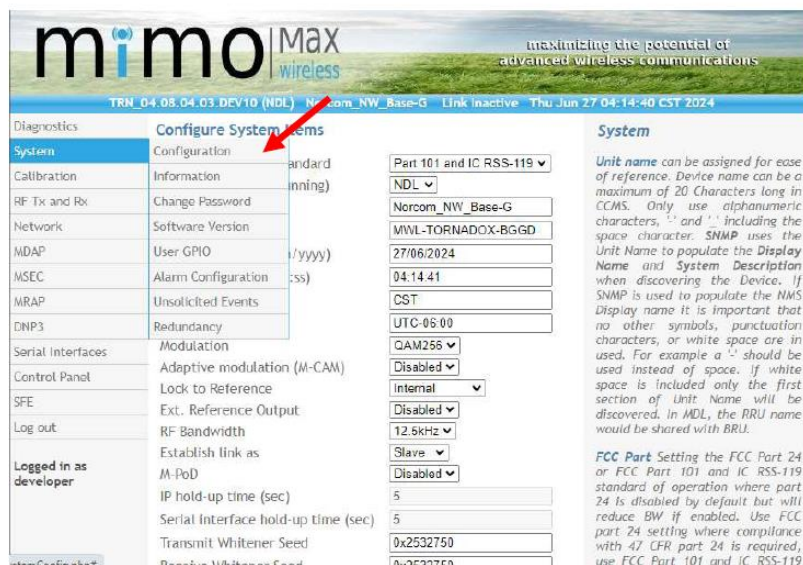 mimo Max wireless
maximizing the potential of
advanced wireless communications
TRN_04.08.04.03.DEV10 (NDL) Norcom_NW_Base-G Link Inactive Thu Jun 27 04:14:40 CST 2024
Diagnostics
System
Calibration
RF Tx and Rx
Network
MDAP
MSEC
MRAP
DNP3
Serial Interfaces
Control Panel
SFE
Log out
Logged in as
developer
Configuration
Information
Change Password
Software Version
User GPIO
Alarm Configuration
Unsolicited Events
Redundancy
Configure System Items
Part 101 and IC RSS-119
NDL
Norcom_NW_Base-G
MWL-TORNADOX-BGGD
/yyyy) 27/06/2024
:ss) 04:14:41
CST
UTC-06:00
Modulation QAM256
Adaptive modulation (M-CAM) Disabled
Lock to Reference Internal
Ext. Reference Output Disabled
RF Bandwidth 12.5kHz
Establish link as Slave
M-PoD Disabled
IP hold-up time (sec) 5
Serial interface hold-up time (sec) 5
Transmit Whitener Seed 0x2532750
Receive Whitener Seed 0x2532750
System
Unit name can be assigned for ease
of reference. Device name can be a
maximum of 20 Characters long in
CCMS. Only use alphanumeric
characters, '-' and '_' including the
space character. SNMP uses the
Unit Name to populate the Display
Name and System Description
when discovering the Device. If
SNMP is used to populate the NMS
Display name it is important that
no other symbols, punctuation
characters, or white space are in
used. For example a '-' should be
used instead of space. If white
space is included only the first
section of Unit Name will be
discovered. In MDL, the RRU name
would be shared with BRU.
FCC Part Setting the FCC Part 24
or FCC Part 101 and IC RSS-119
standard of operation where part
24 is disabled by default but will
reduce BW if enabled. Use FCC
part 24 setting where compliance
with 47 CFR part 24 is required,
use FCC Part 101 and IC RSS-119